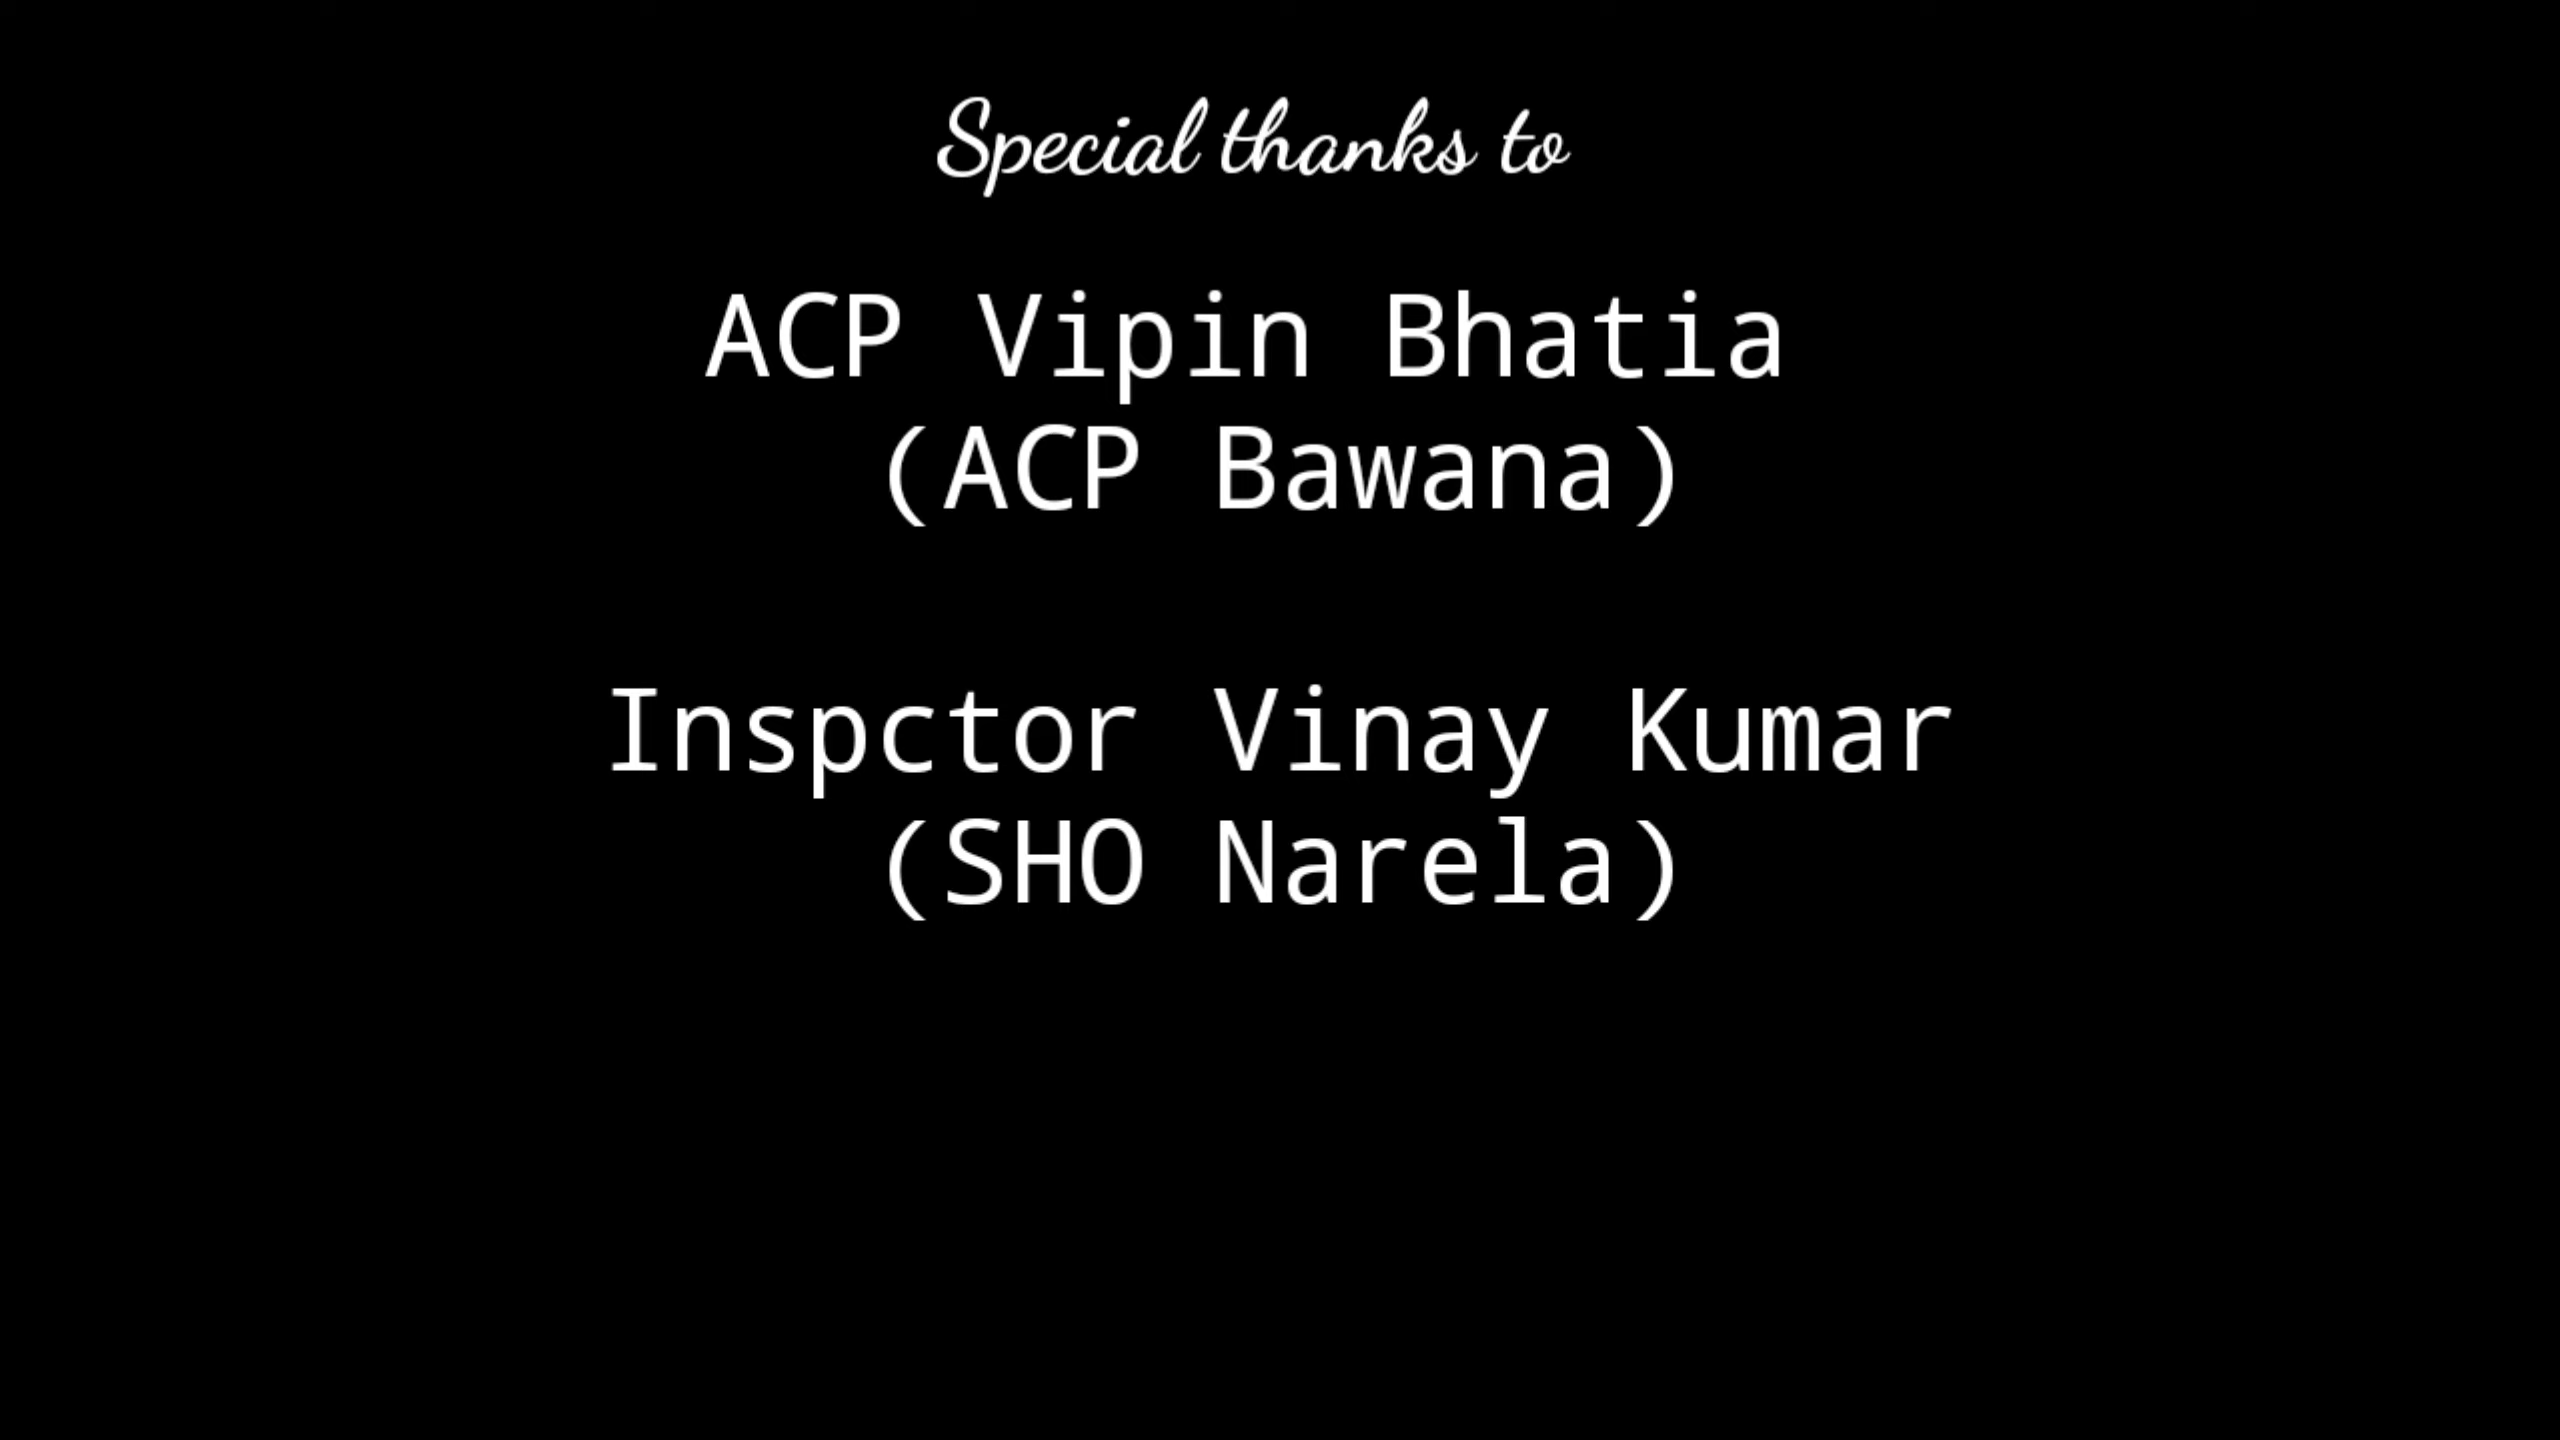 Special thanks to
ACP Vipin Bhatia
(ACP Bawana)
Inspctor Vinay Kumar
(SHO Narela)